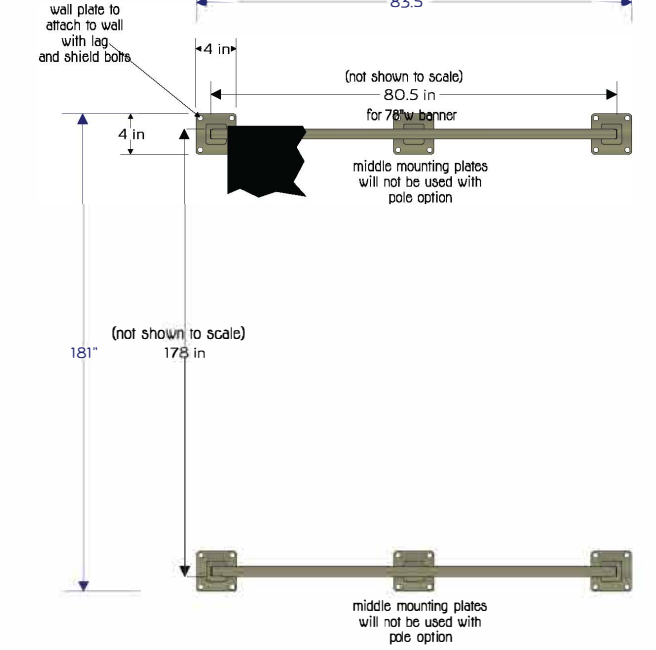 wall plate to
attach to wall
with lag
and shield bolts
83.5
4 in
(not shown to scale)
80.5 in
for 78"w banner
4 in
middle mounting plates
will not be used with
pole option
(not shown to scale)
181"
178 in
middle mounting plates
will not be used with
pole option